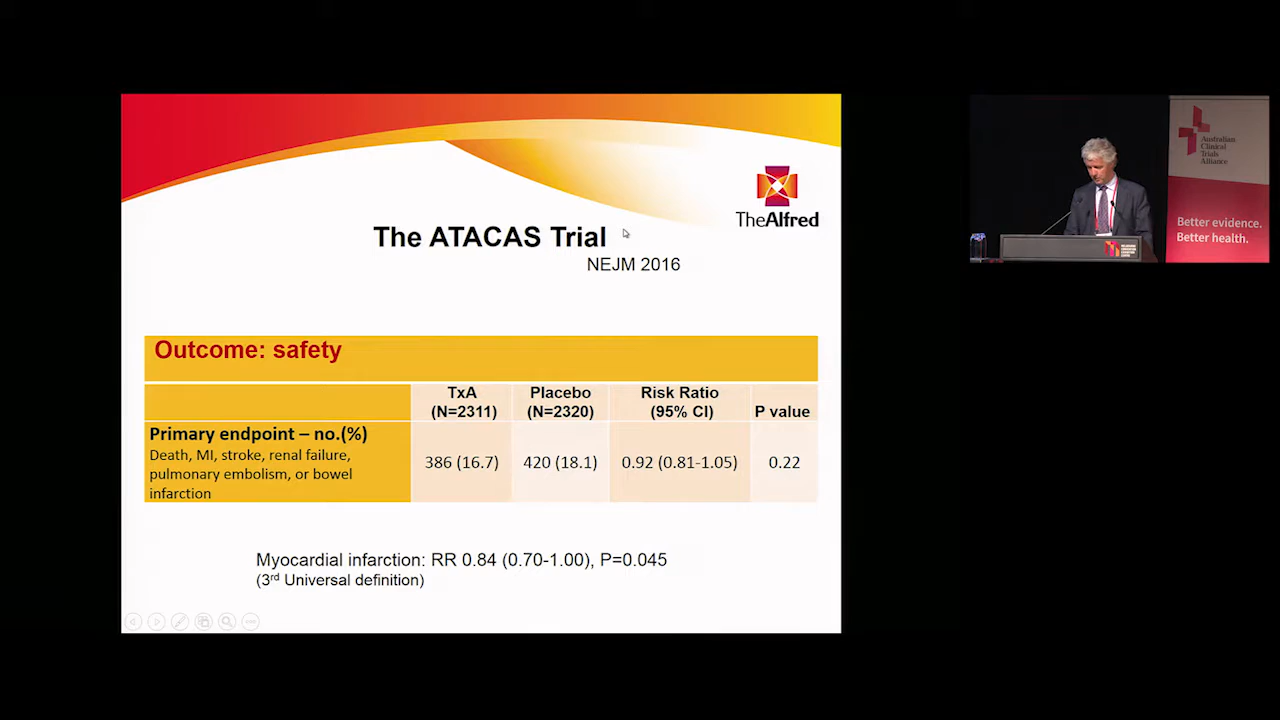 TheAlfred
The ATACAS Trial
NEJM 2016
Outcome: safety
TxA
(N=2311)
Placebo
(N=2320)
Risk Ratio
(95% CI)
P value
Primary endpoint – no.(%)
Death, MI, stroke, renal failure,
pulmonary embolism, or bowel
infarction
386 (16.7)
420 (18.1)
0.92 (0.81-1.05)
0.22
Myocardial infarction: RR 0.84 (0.70-1.00), P=0.045
(3rd Universal definition)
Australian
Clinical
Trials
Alliance
Better evidence.
Better health.